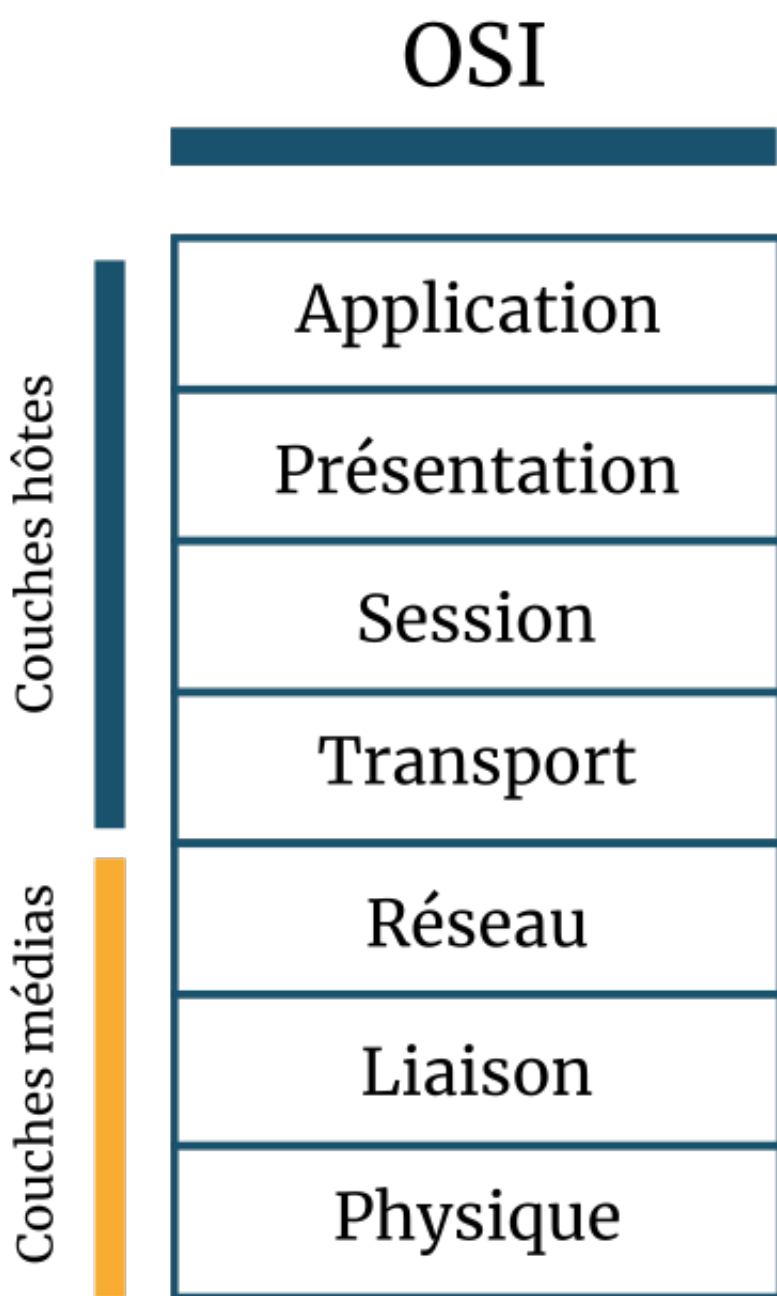 OSI
Couches hôtes
Application
Présentation
Session
Transport
Couches médias
Réseau
Liaison
Physique